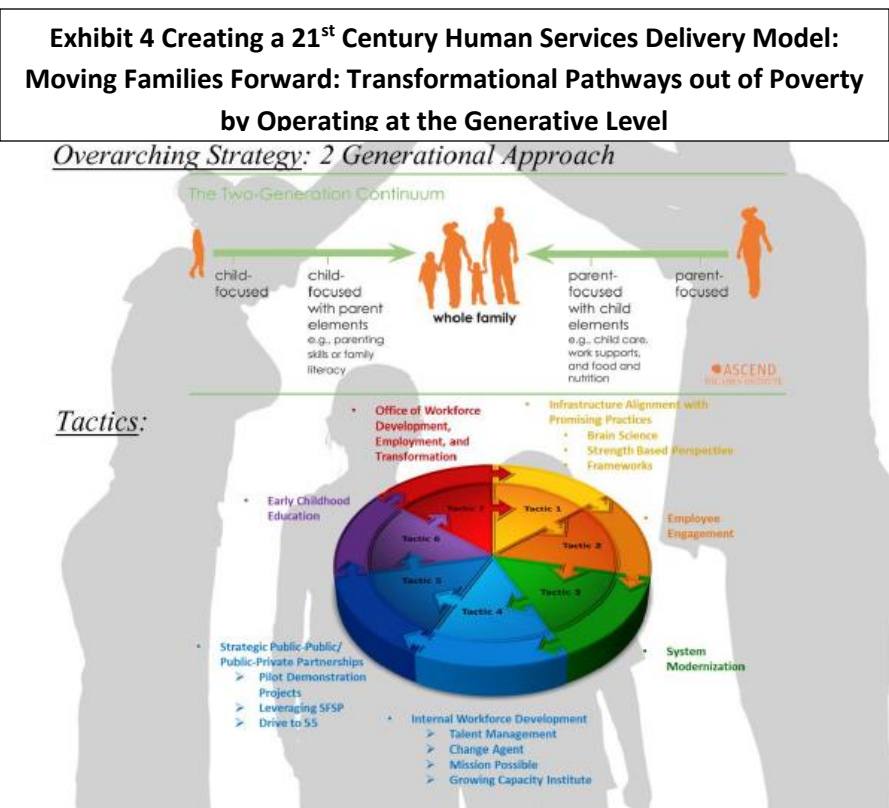 Exhibit 4 Creating a 21st Century Human Services Delivery Model:
Moving Families Forward: Transformational Pathways out of Poverty
by Operating at the Generative Level
Overarching Strategy: 2 Generational Approach
The Two-Generation Continuum
child-
focused
child-
focused
with parent
elements
e.g., parenting
skills or family
literacy
whole family
parent-
focused
with child
elements
e.g., child care,
work supports,
and food and
nutrition
parent-
focused
ASCEND
THE ASPEN INSTITUTE
Tactics:
• Office of Workforce
Development,
Employment, and
Transformation
• Infrastructure Alignment with
Promising Practices
• Brain Science
• Strength Based Perspective
• Frameworks
• Early Childhood
Education
• Employee
Engagement
Tactic 7
Tactic 1
Tactic 6
Tactic 2
Tactic 5
Tactic 3
Tactic 4
• Strategic Public-Public/
Public-Private Partnerships
➢ Pilot Demonstration
Projects
➢ Leveraging SFSP
➢ Drive to 55
• System
Modernization
• Internal Workforce Development
➢ Talent Management
➢ Change Agent
➢ Mission Possible
➢ Growing Capacity Institute